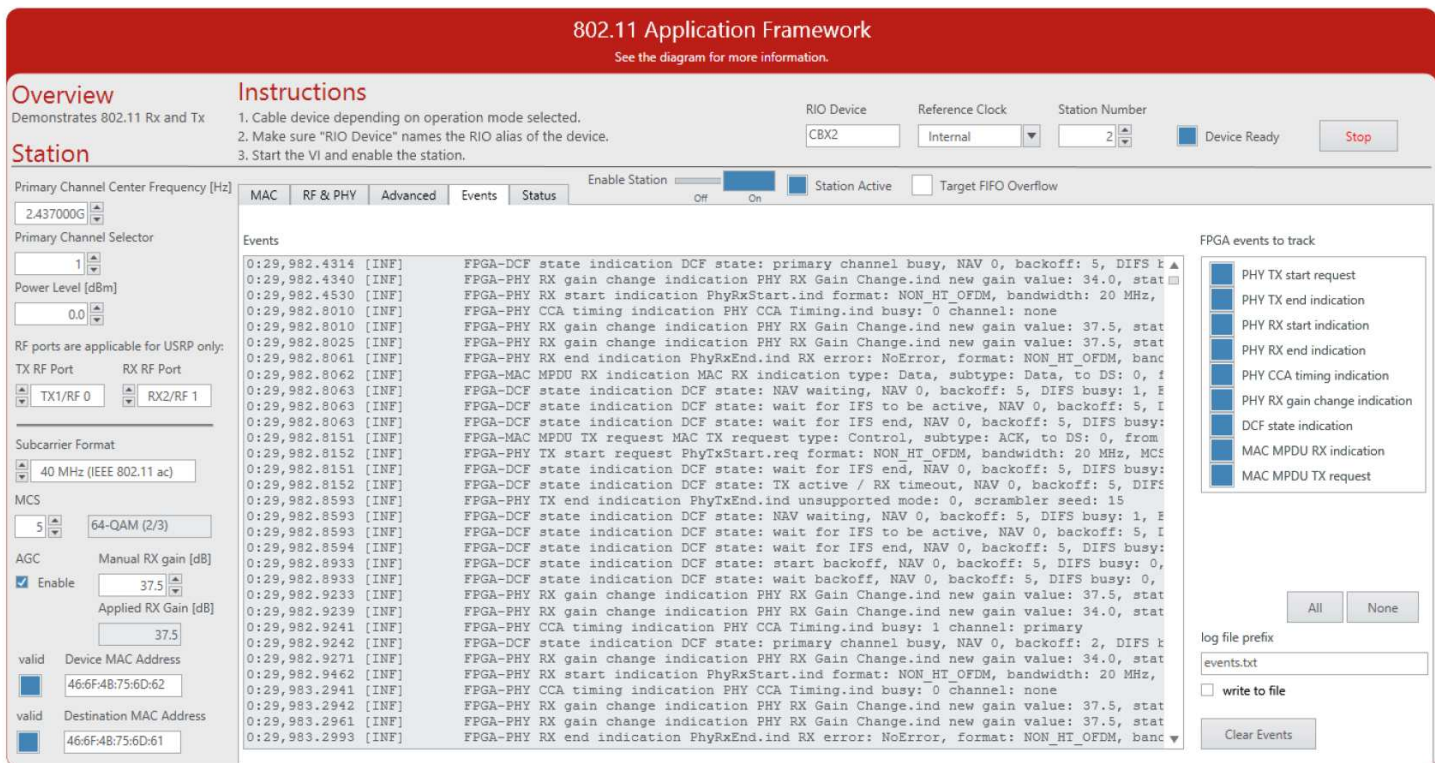 802.11 Application Framework
See the diagram for more information.
Overview
Demonstrates 802.11 Rx and Tx
Instructions
1. Cable device depending on operation mode selected.
2. Make sure "RIO Device" names the RIO alias of the device.
3. Start the VI and enable the station.
RIO Device
CBX2
Reference Clock
Internal
Station Number
2
Device Ready
Stop
Station
Primary Channel Center Frequency [Hz]
2.437000G
Primary Channel Selector
1
Power Level [dBm]
0.0
RF ports are applicable for USRP only:
TX RF Port RX RF Port
TX1/RF 0 RX2/RF 1
Subcarrier Format
40 MHz (IEEE 802.11 ac)
MCS
5 64-QAM (2/3)
AGC Manual RX gain [dB]
Enable 37.5
Applied RX Gain [dB]
37.5
valid Device MAC Address
46:6F:4B:75:6D:62
valid Destination MAC Address
46:6F:4B:75:6D:61
MAC RF & PHY Advanced Events Status
Enable Station
Off On
Station Active
Target FIFO Overflow
Events
0:29,982.4314 [INF] FPGA-DCF state indication DCF state: primary channel busy, NAV 0, backoff: 5, DIFS
0:29,982.4340 [INF] FPGA-PHY RX gain change indication PHY RX Gain Change.ind new gain value: 34.0, stat
0:29,982.4530 [INF] FPGA-PHY RX start indication PhyRxStart.ind format: NON_HT_OFDM, bandwidth: 20 MHz,
0:29,982.8010 [INF] FPGA-PHY CCA timing indication PHY CCA Timing.ind busy: 0 channel: none
0:29,982.8010 [INF] FPGA-PHY RX gain change indication PHY RX Gain Change.ind new gain value: 37.5, stat
0:29,982.8025 [INF] FPGA-PHY RX gain change indication PHY RX Gain Change.ind new gain value: 37.5, stat
0:29,982.8061 [INF] FPGA-PHY RX end indication PhyRxEnd.ind RX error: NoError, format: NON_HT_OFDM, banc
0:29,982.8062 [INF] FPGA-MAC MPDU RX indication MAC RX indication type: Data, subtype: Data, to DS: 0,
0:29,982.8063 [INF] FPGA-DCF state indication DCF state: NAV waiting, NAV 0, backoff: 5, DIFS busy: 1,
0:29,982.8063 [INF] FPGA-DCF state indication DCF state: wait for IFS to be active, NAV 0, backoff: 5,
0:29,982.8063 [INF] FPGA-DCF state indication DCF state: wait for IFS end, NAV 0, backoff: 5, DIFS busy:
0:29,982.8151 [INF] FPGA-MAC MPDU TX request MAC TX request type: Control, subtype: ACK, to DS: 0, from
0:29,982.8152 [INF] FPGA-PHY TX start request PhyTxStart.req format: NON_HT_OFDM, bandwidth: 20 MHz, MCS
0:29,982.8151 [INF] FPGA-DCF state indication DCF state: wait for IFS end, NAV 0, backoff: 5, DIFS busy:
0:29,982.8152 [INF] FPGA-DCF state indication DCF state: TX active / RX timeout, NAV 0, backoff: 5, DIFS
0:29,982.8593 [INF] FPGA-PHY TX end indication PhyTxEnd.ind unsupported mode: 0, scrambler seed: 15
0:29,982.8593 [INF] FPGA-DCF state indication DCF state: NAV waiting, NAV 0, backoff: 5, DIFS busy: 1,
0:29,982.8593 [INF] FPGA-DCF state indication DCF state: wait for IFS to be active, NAV 0, backoff: 5,
0:29,982.8594 [INF] FPGA-DCF state indication DCF state: wait for IFS end, NAV 0, backoff: 5, DIFS busy:
0:29,982.8933 [INF] FPGA-DCF state indication DCF state: start backoff, NAV 0, backoff: 5, DIFS busy: 0,
0:29,982.8933 [INF] FPGA-DCF state indication DCF state: wait backoff, NAV 0, backoff: 5, DIFS busy: 0,
0:29,982.9233 [INF] FPGA-PHY RX gain change indication PHY RX Gain Change.ind new gain value: 37.5, stat
0:29,982.9239 [INF] FPGA-PHY RX gain change indication PHY RX Gain Change.ind new gain value: 34.0, stat
0:29,982.9241 [INF] FPGA-PHY CCA timing indication PHY CCA Timing.ind busy: 1 channel: primary
0:29,982.9242 [INF] FPGA-DCF state indication DCF state: primary channel busy, NAV 0, backoff: 2, DIFS
0:29,982.9271 [INF] FPGA-PHY RX gain change indication PHY RX Gain Change.ind new gain value: 34.0, stat
0:29,982.9462 [INF] FPGA-PHY RX start indication PhyRxStart.ind format: NON_HT_OFDM, bandwidth: 20 MHz,
0:29,983.2941 [INF] FPGA-PHY CCA timing indication PHY CCA Timing.ind busy: 0 channel: none
0:29,983.2942 [INF] FPGA-PHY RX gain change indication PHY RX Gain Change.ind new gain value: 37.5, stat
0:29,983.2961 [INF] FPGA-PHY RX gain change indication PHY RX Gain Change.ind new gain value: 37.5, stat
0:29,983.2993 [INF] FPGA-PHY RX end indication PhyRxEnd.ind RX error: NoError, format: NON_HT_OFDM, banc
FPGA events to track
PHY TX start request
PHY TX end indication
PHY RX start indication
PHY RX end indication
PHY CCA timing indication
PHY RX gain change indication
DCF state indication
MAC MPDU RX indication
MAC MPDU TX request
All None
log file prefix
events.txt
write to file
Clear Events